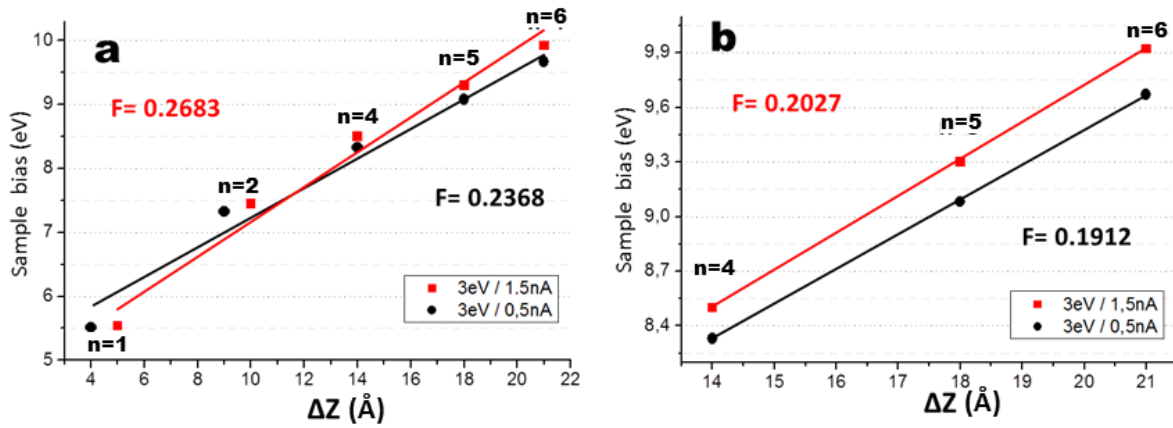 a
n=6
10
n=5
F= 0.2683
9
n=4
Sample bias (eV)
8
n=2
F= 0.2368
7
6
3eV / 1.5nA
3eV / 0,5nA
n=1
5
4 6 8 10 12 14 16 18 20 22
ΔZ (Å)
b
n=6
9,9
F= 0.2027
9,6
n=5
Sample bias (eV)
9,3
9,0
F= 0.1912
8,7
n=4
3eV / 1,5nA
3eV / 0,5nA
8,4
14 15 16 17 18 19 20 21
ΔZ (Å)